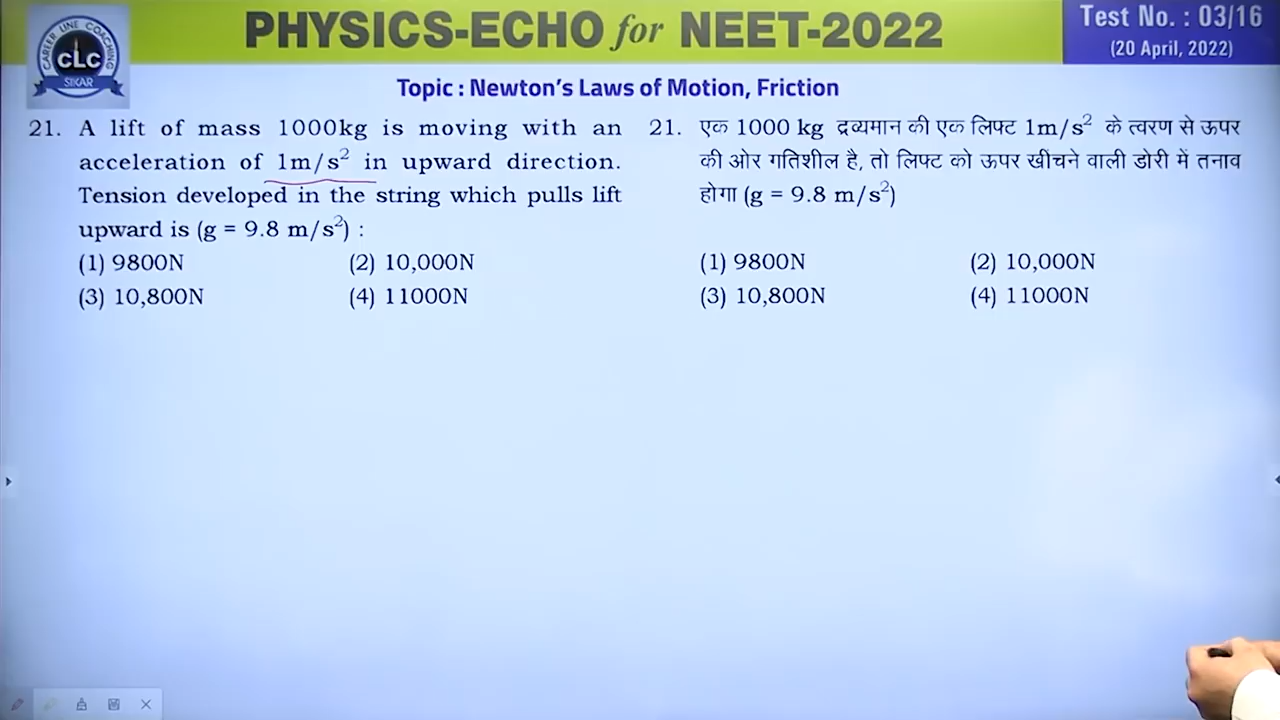 PHYSICS-ECHO for NEET-2022
Test No. : 03/16
(20 April, 2022)
CAREER LINE COACHING
CLC
SIKAR
Topic : Newton's Laws of Motion, Friction
21. A lift of mass 1000kg is moving with an
acceleration of 1m/s² in upward direction.
Tension developed in the string which pulls lift
upward is (g = 9.8 m/s²) :
(1) 9800N (2) 10,000N
(3) 10,800N (4) 11000N
21. एक 1000 kg द्रव्यमान की एक लिफ्ट 1m/s² के त्वरण से ऊपर
की ओर गतिशील है, तो लिफ्ट को ऊपर खींचने वाली डोरी में तनाव
होगा (g = 9.8 m/s²)
(1) 9800N (2) 10,000N
(3) 10,800N (4) 11000N